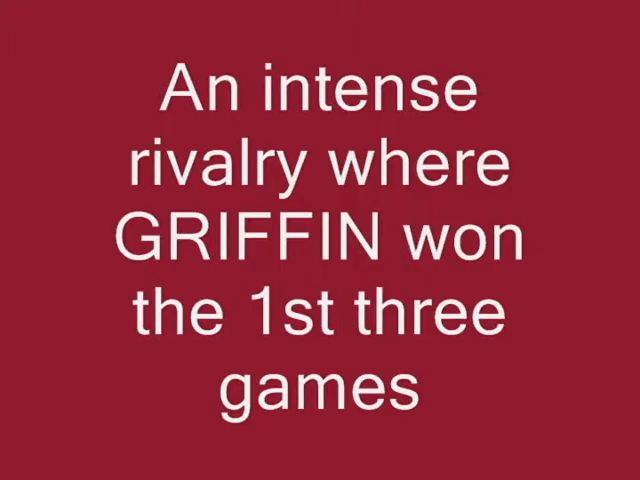 An intense
rivalry where
GRIFFIN won
the 1st three
games